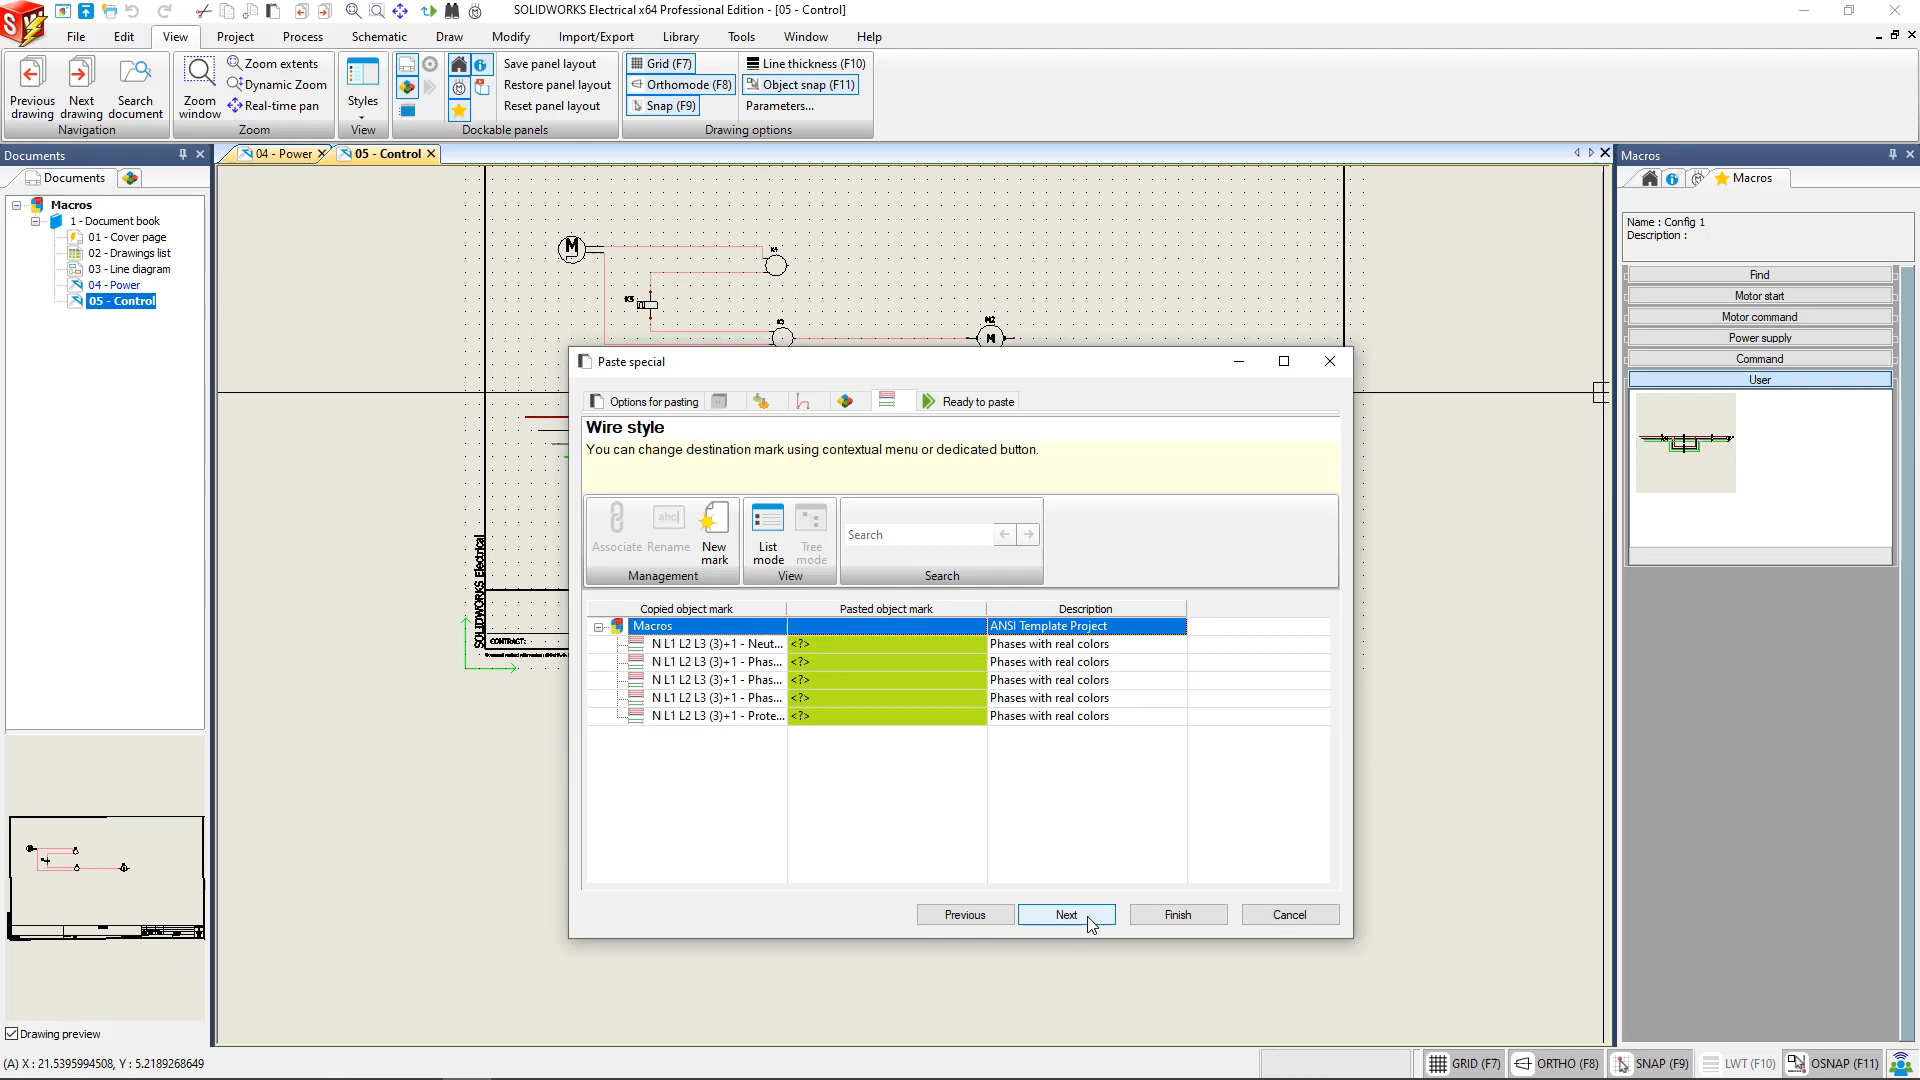 SOLIDWORKS Electrical x64 Professional Edition - [05 - Control]
File Edit View Project Process Schematic Draw Modify Import/Export Library Tools Window Help
Previous drawing
Next drawing
Search document
Navigation
Zoom window
Zoom extents
Dynamic Zoom
Real-time pan
Zoom
Styles
View
Save panel layout
Restore panel layout
Reset panel layout
Dockable panels
Grid (F7)
Orthomode (F8)
Snap (F9)
Line thickness (F10)
Object snap (F11)
Parameters...
Drawing options
Documents
04 - Power
05 - Control
Macros
Documents
Macros
Macros
1 - Document book
01 - Cover page
02 - Drawings list
03 - Line diagram
04 - Power
05 - Control
Name : Config 1
Description :
Find
Motor start
Motor command
Power supply
Command
User
M
K4
K3
M2
M
SOLIDWORKS Electrical
CONTRACT:
Paste special
Options for pasting
Ready to paste
Wire style
You can change destination mark using contextual menu or dedicated button.
Associate
abc
Rename
New mark
Management
List mode
Tree mode
View
Search
Search
Copied object mark Pasted object mark Description
Macros ANSI Template Project
N L1 L2 L3 (3)+1 - Neut... <?> Phases with real colors
N L1 L2 L3 (3)+1 - Phas... <?> Phases with real colors
N L1 L2 L3 (3)+1 - Phas... <?> Phases with real colors
N L1 L2 L3 (3)+1 - Phas... <?> Phases with real colors
N L1 L2 L3 (3)+1 - Prote... <?> Phases with real colors
Previous Next Finish Cancel
Drawing preview
(A) X : 21.5395994508, Y : 5.2189268649
GRID (F7) ORTHO (F8) SNAP (F9) LWT (F10) OSNAP (F11)